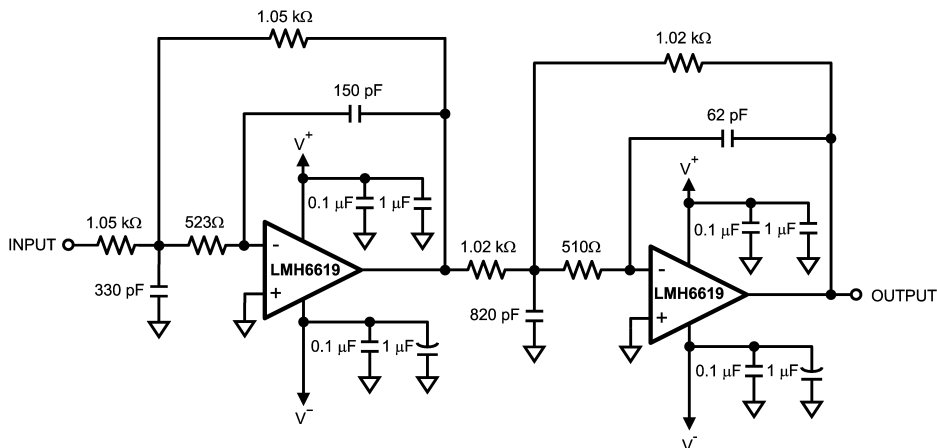 1.05 kΩ
1.02 kΩ
150 pF
62 pF
V+
V+
0.1 µF
1 µF
0.1 µF
1 µF
INPUT
1.05 kΩ
523Ω
-
LMH6619
+
1.02 kΩ
510Ω
-
LMH6619
+
OUTPUT
330 pF
820 pF
0.1 µF
1 µF
0.1 µF
1 µF
V-
V-